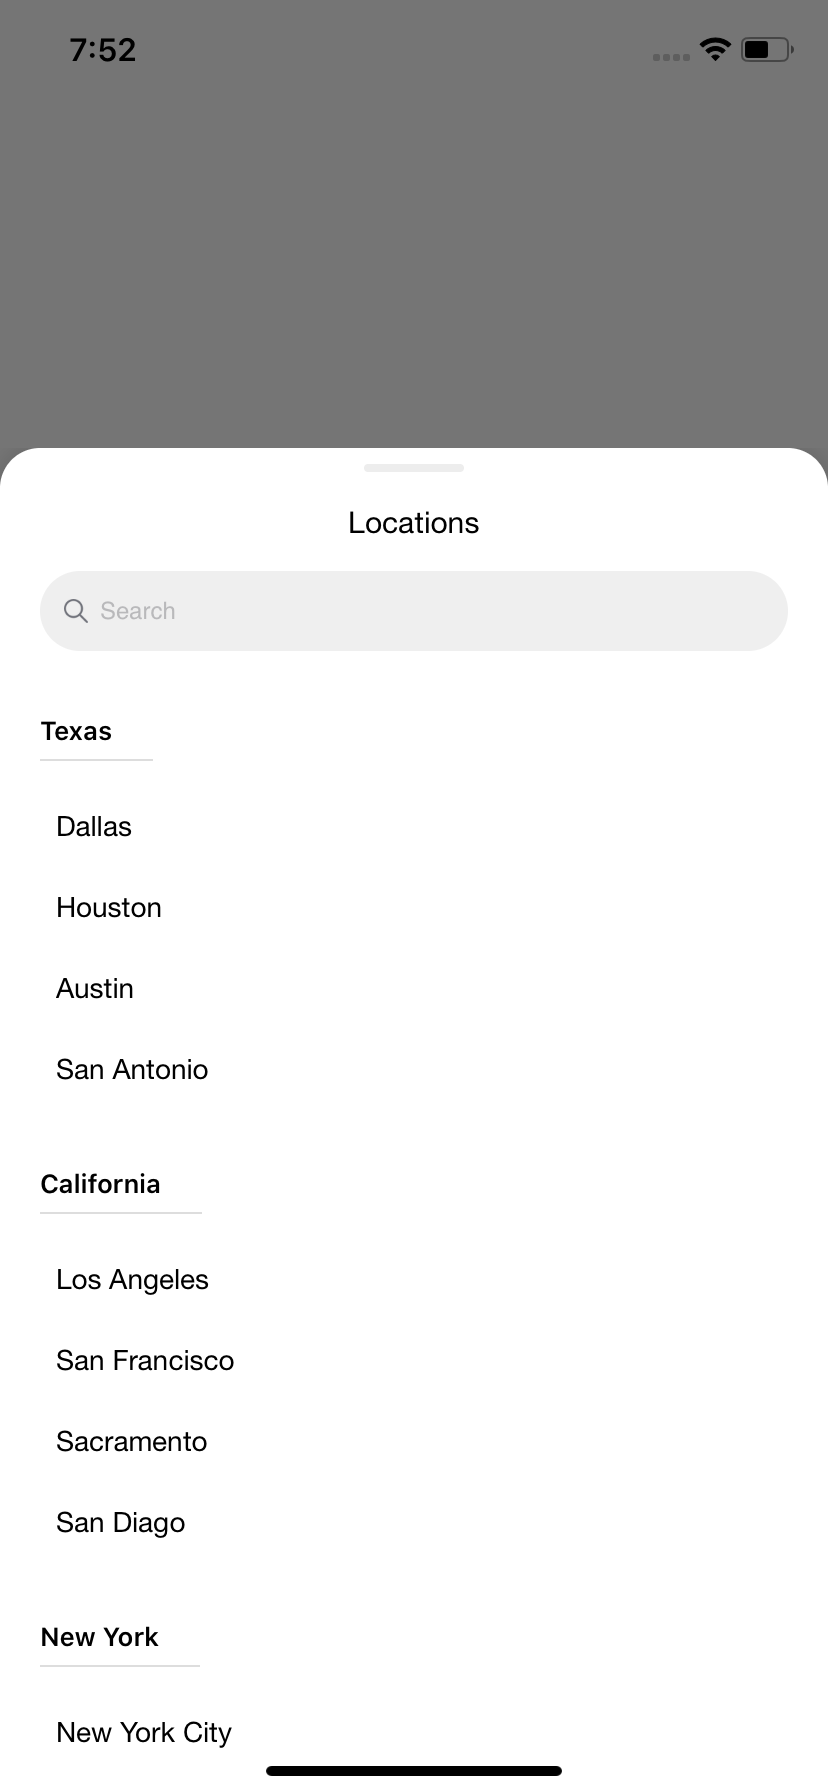 7:52
Locations
Search
Texas
Dallas
Houston
Austin
San Antonio
California
Los Angeles
San Francisco
Sacramento
San Diago
New York
New York City